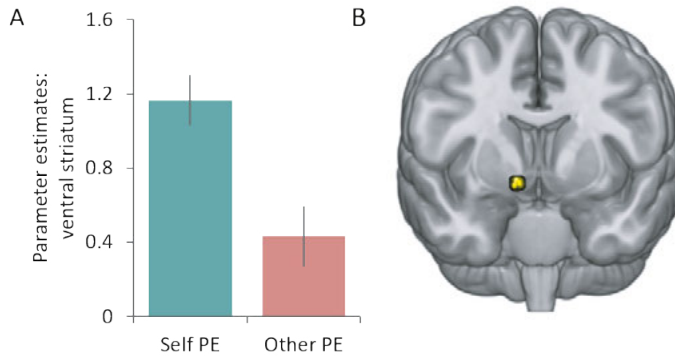 A
B
Parameter estimates:
ventral striatum
1.6
1.2
0.8
0.4
0
Self PE
Other PE